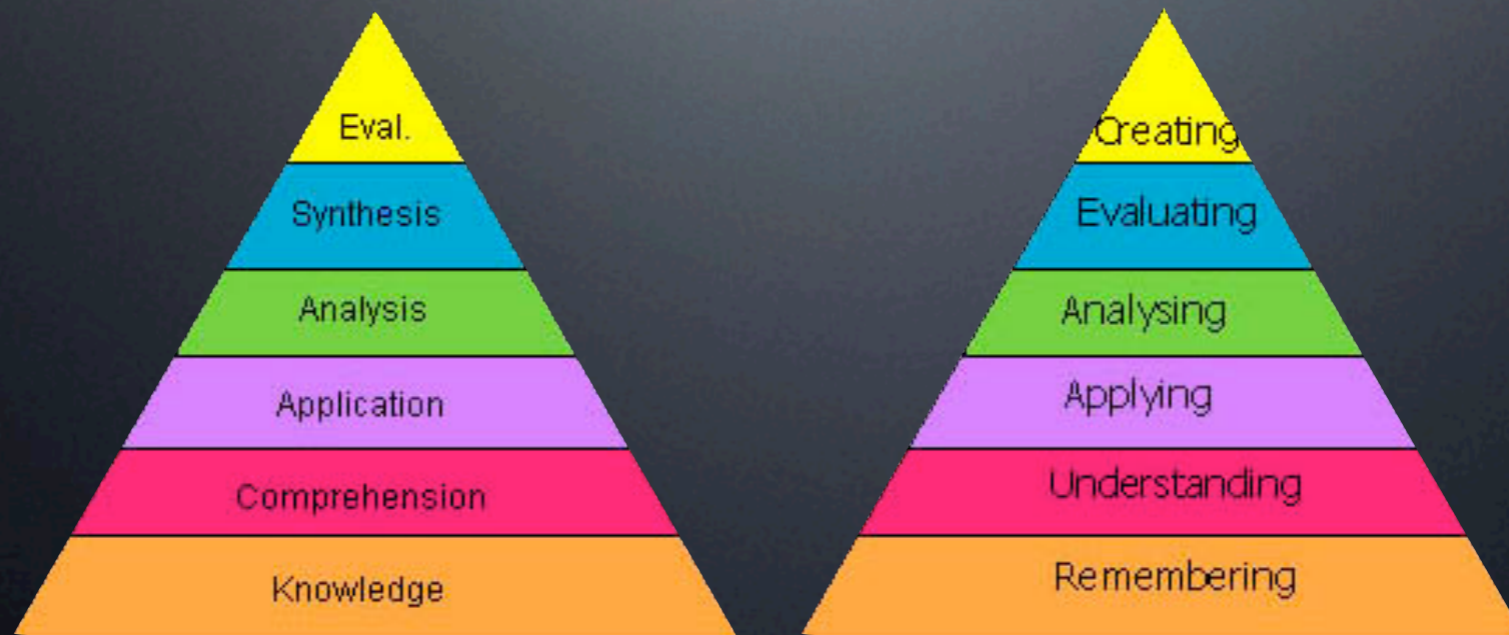 Eval.
Synthesis
Analysis
Application
Comprehension
Knowledge
Creating
Evaluating
Analysing
Applying
Understanding
Remembering